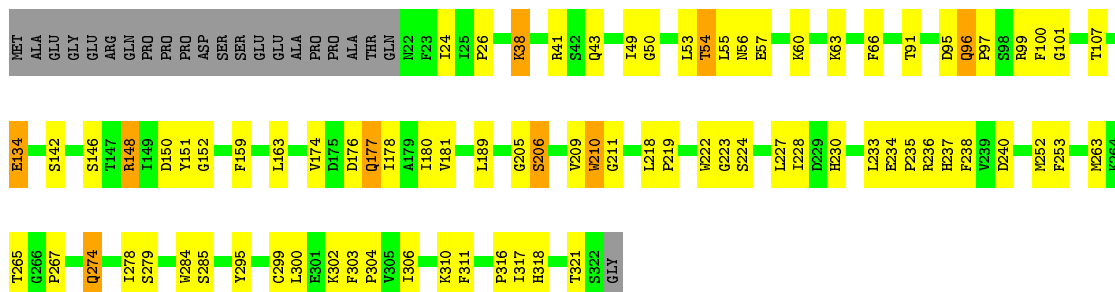 MET ALA GLU GLY GLU ARG GLN PRO PRO PRO ASP SER SER GLU GLU ALA PRO PRO ALA THR GLN N22 F23 I24 I25 P26 K38 R41 S42 Q43 I49 G50 L53 T54 L55 N56 E57 K60 K63 F66 T91 D95 Q96 P97 S98 R99 F100 G101 T107
E134 S142 S146 T147 R148 I149 D150 Y151 G152 F159 L163 V174 D175 D176 Q177 I178 A179 I180 V181 L189 G205 S206 V209 W210 G211 L218 P219 W222 G223 S224 L227 I228 D229 H230 L233 E234 P235 R236 H237 F238 V239 D240 M252 F253 M263 K264
T265 G266 P267 Q274 I278 S279 W284 S285 Y295 C299 L300 E301 K302 F303 P304 V305 I306 K310 F311 P316 I317 H318 T321 S322 GLY